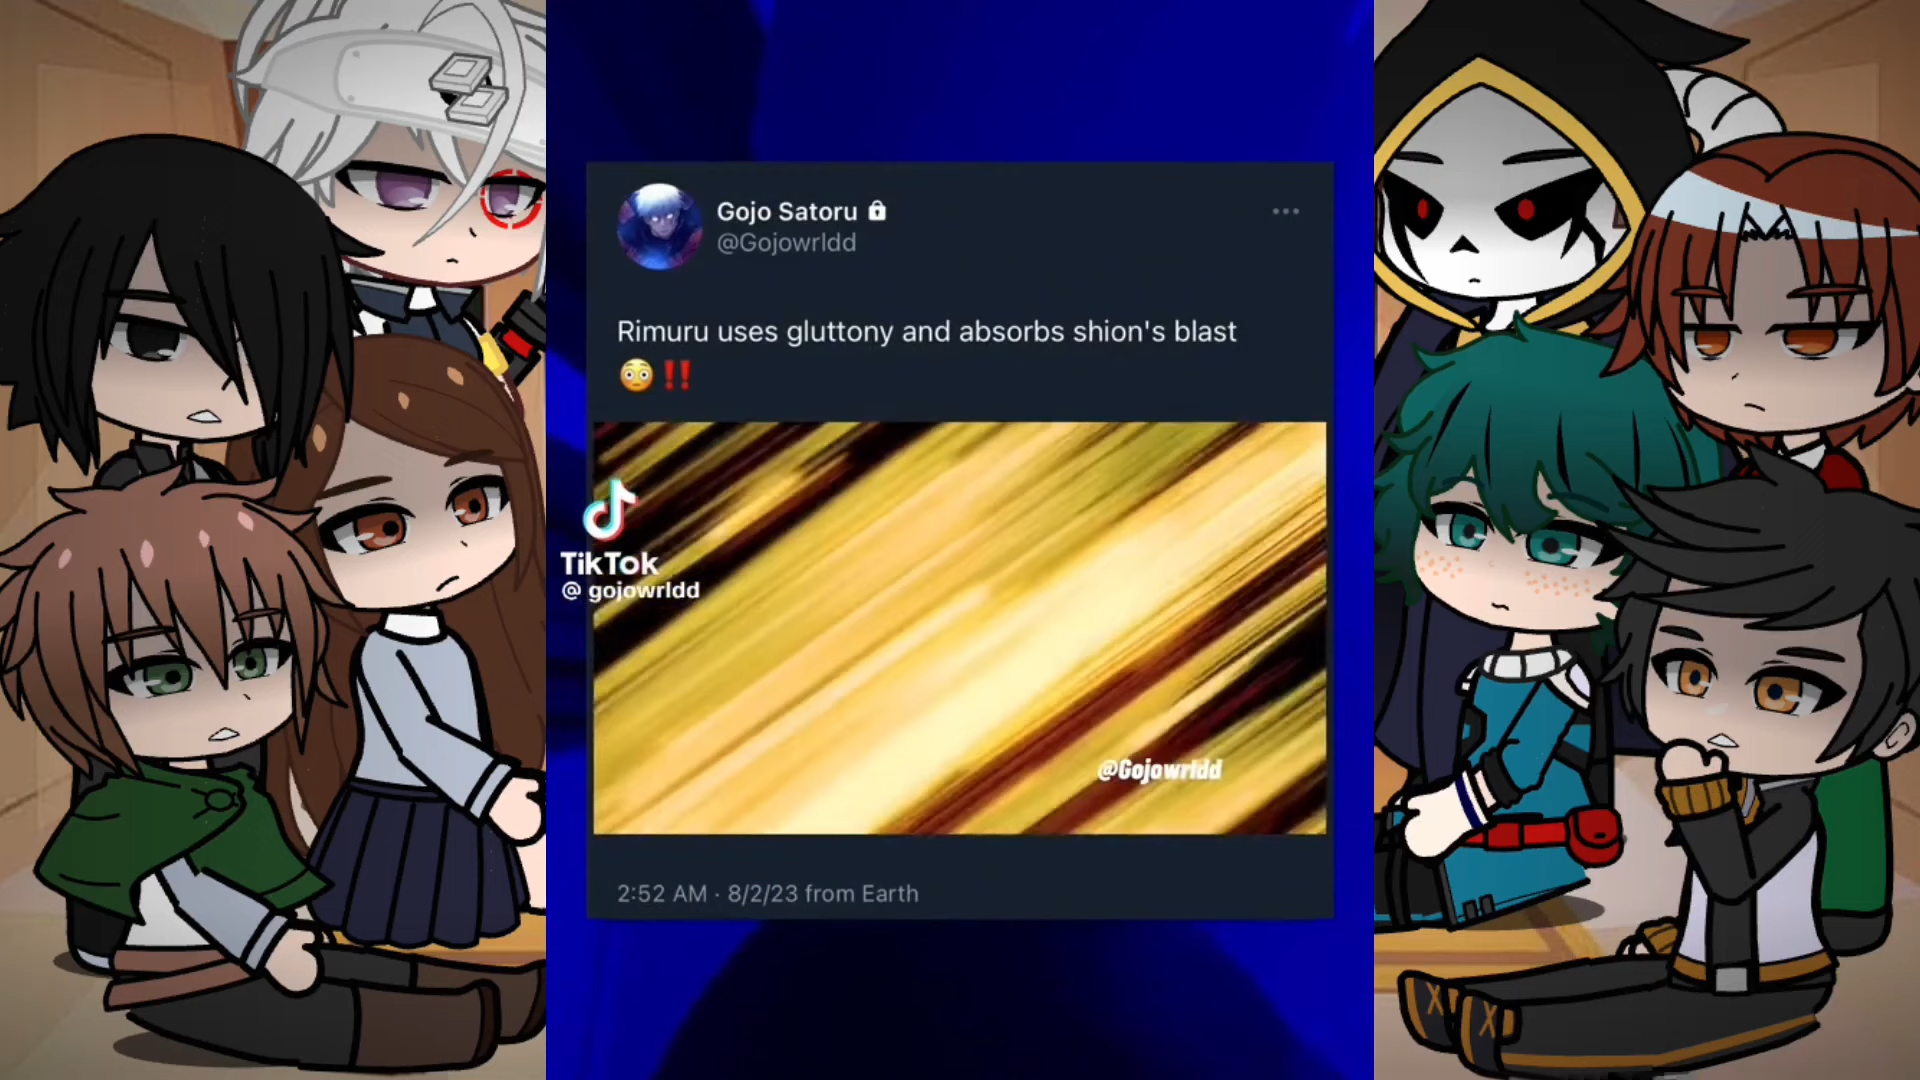 Gojo Satoru
@Gojowrldd
Rimuru uses gluttony and absorbs shion's blast
😳‼️
TikTok
@ gojowrldd
@Gojowrldd
2:52 AM · 8/2/23 from Earth